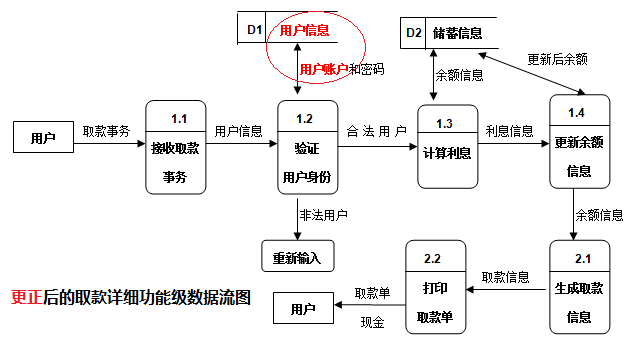 D1 用户信息
D2 储蓄信息
用户账户和密码
余额信息
更新后余额
用户
取款事务
1.1
接收取款
事务
用户信息
1.2
验证
用户身份
合法用户
1.3
计算利息
利息信息
1.4
更新余额
信息
非法用户
余额信息
重新输入
2.2
打印
取款单
取款信息
2.1
生成取款
信息
更正后的取款详细功能级数据流图
用户
取款单
现金